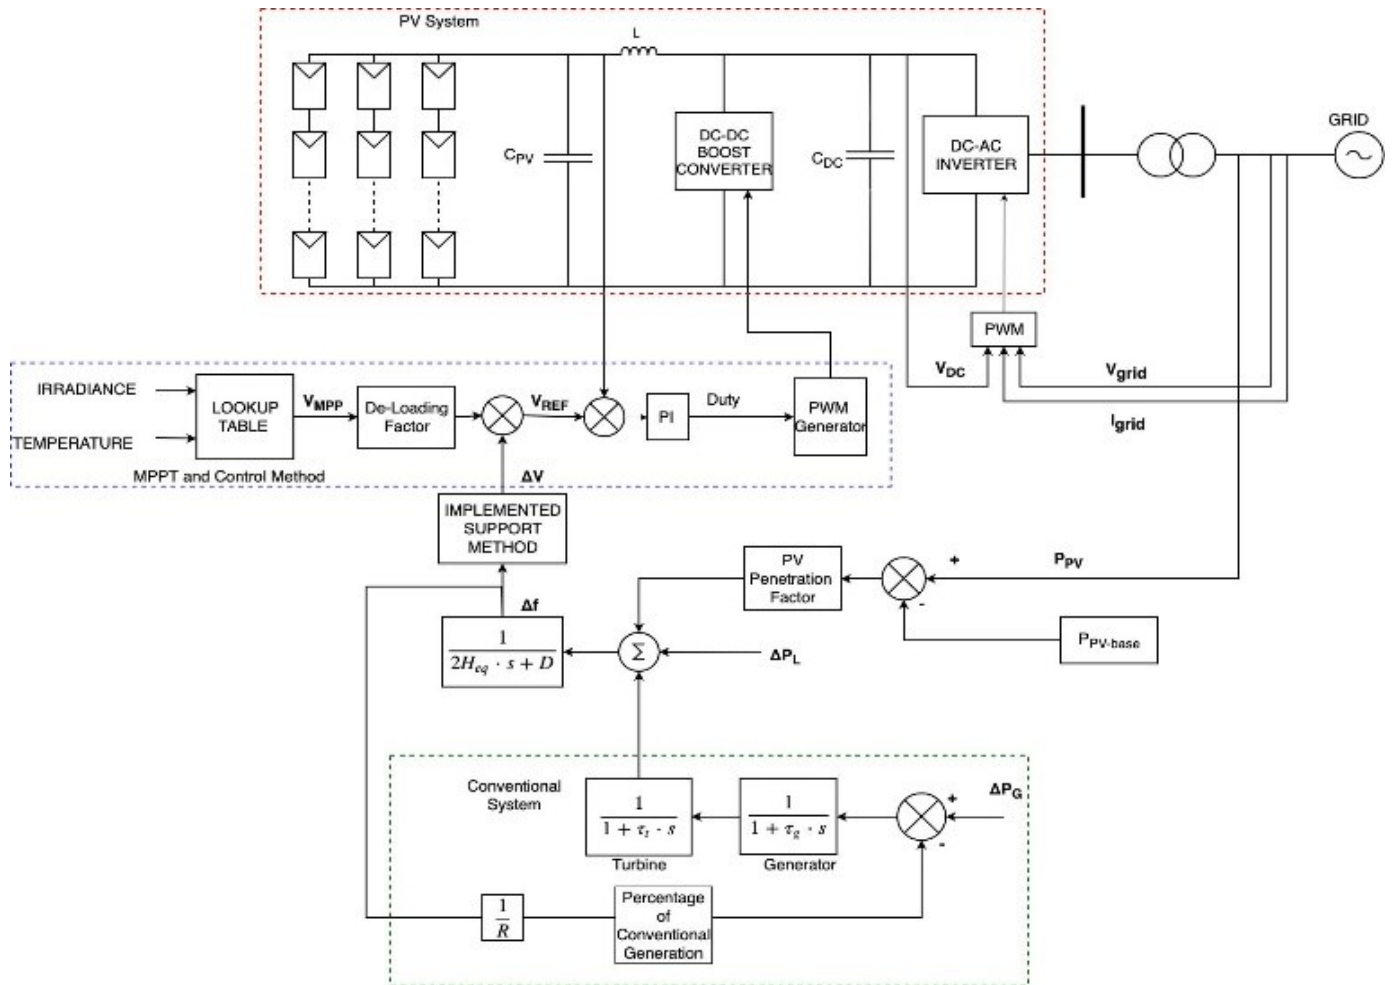 PV System
L
GRID
C_PV
DC-DC
BOOST
CONVERTER
C_DC
DC-AC
INVERTER
PWM
V_DC
V_grid
I_grid
IRRADIANCE
TEMPERATURE
LOOKUP
TABLE
V_MPP
De-Loading
Factor
V_REF
PI
Duty
PWM
Generator
MPPT and Control Method
ΔV
IMPLEMENTED
SUPPORT
METHOD
Δf
1
2H_eq · s + D
Σ
ΔP_L
PV
Penetration
Factor
+
-
P_PV
P_PV-base
Conventional
System
1
1 + τ_t · s
Turbine
1
1 + τ_g · s
Generator
+
-
ΔP_G
1
R
Percentage
of
Conventional
Generation